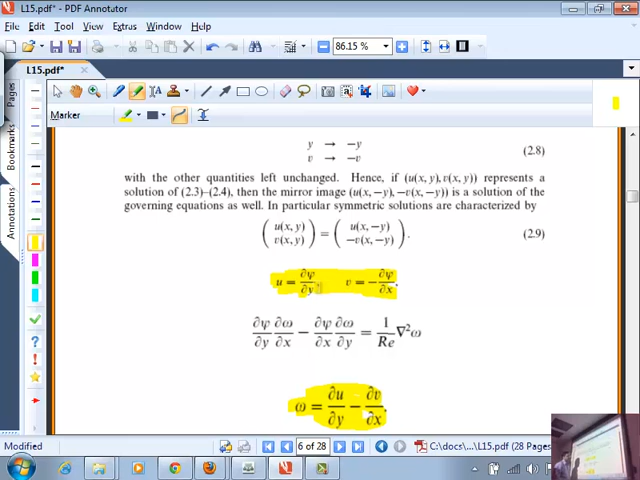 L15.pdf* - PDF Annotator
File Edit Tool View Extras Window Help
86.15 %
L15.pdf* ×
Marker
Pages
Bookmarks
Annotations
y → −y
v → −v (2.8)
with the other quantities left unchanged. Hence, if (u(x, y), v(x, y)) represents a
solution of (2.3)–(2.4), then the mirror image (u(x, −y), −v(x, −y)) is a solution of the
governing equations as well. In particular symmetric solutions are characterized by
( u(x, y) v(x, y) ) = ( u(x, −y) −v(x, −y) ). (2.9)
u = ∂ψ/∂y, v = −∂ψ/∂x.
∂ψ/∂y ∂ω/∂x − ∂ψ/∂x ∂ω/∂y = 1/Re ∇²ω
ω = ∂u/∂y − ∂v/∂x.
Modified
6 of 28
C:\docs\...\L15.pdf (28 Pages)